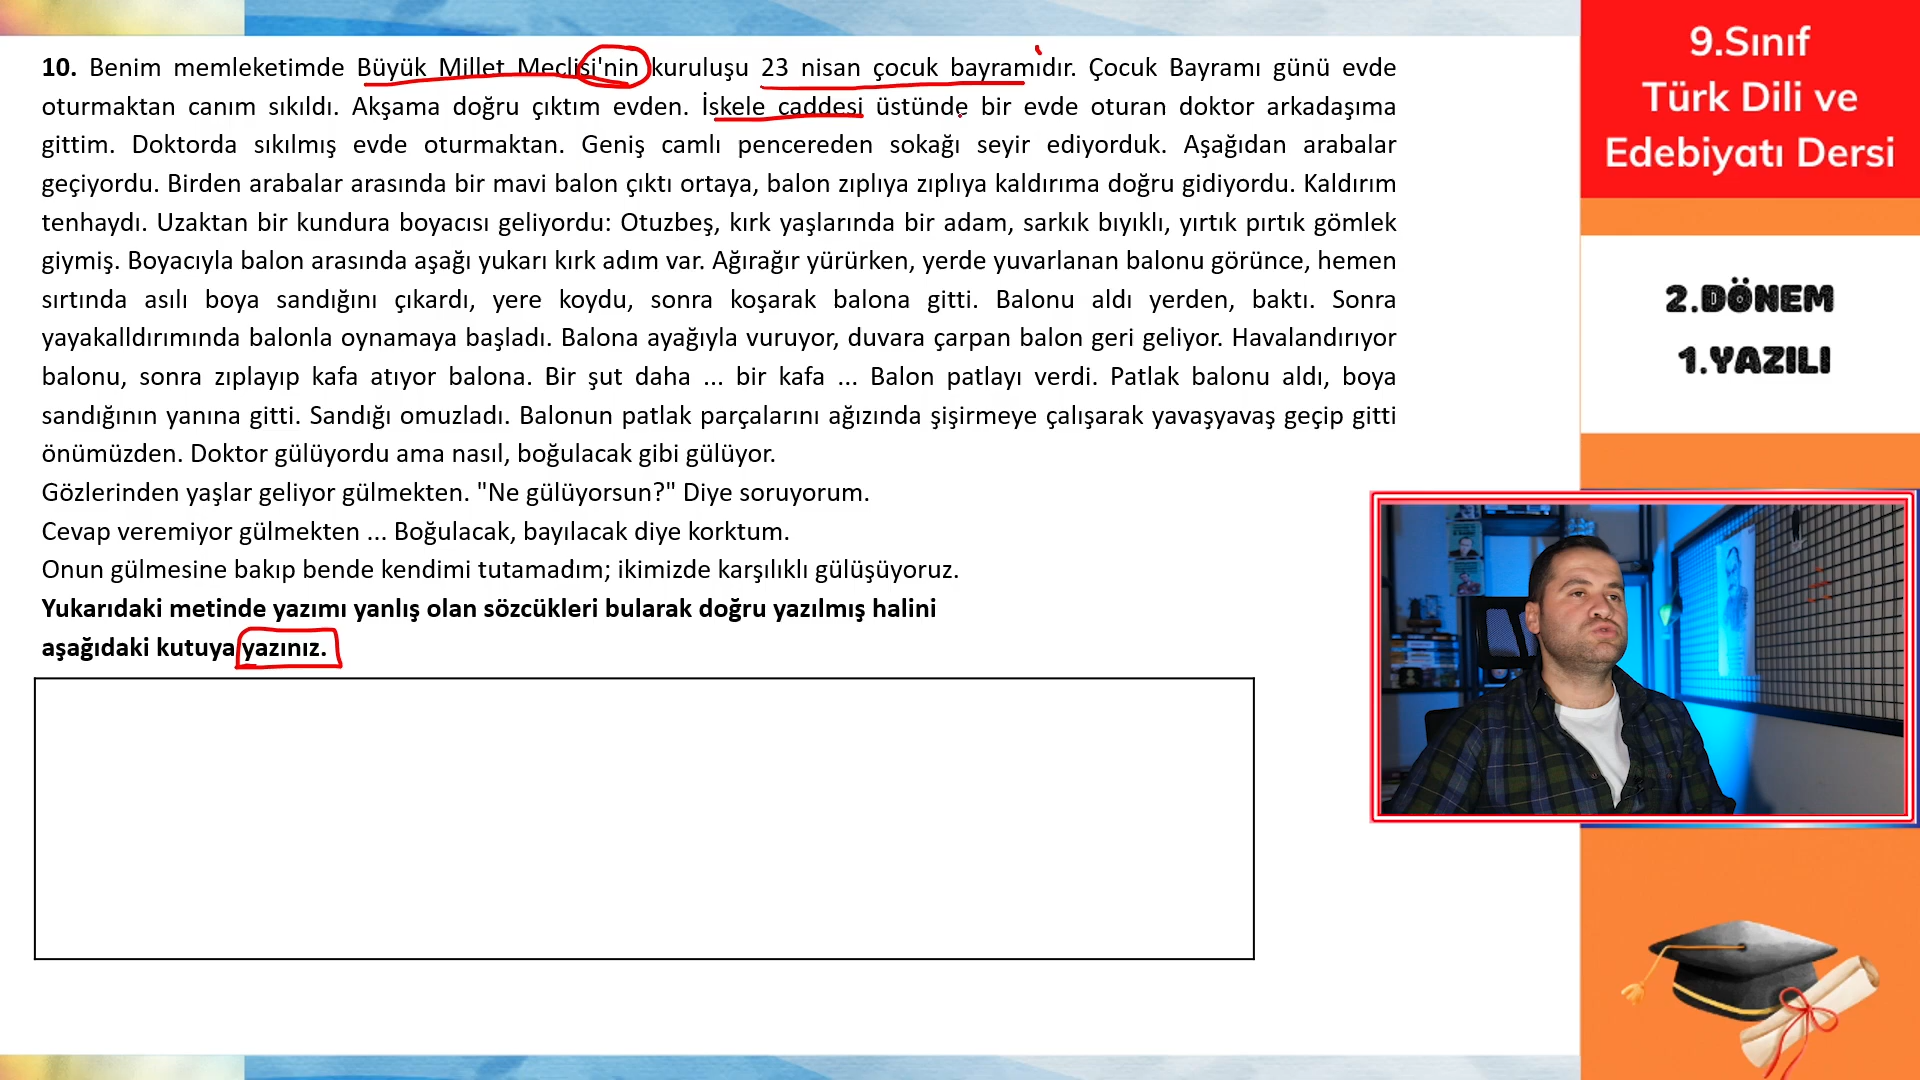 10. Benim memleketimde Büyük Millet Meclisi'nin kuruluşu 23 nisan çocuk bayramıdır. Çocuk Bayramı günü evde
oturmaktan canım sıkıldı. Akşama doğru çıktım evden. İskele caddesi üstünde bir evde oturan doktor arkadaşıma
gittim. Doktorda sıkılmış evde oturmaktan. Geniş camlı pencereden sokağı seyir ediyorduk. Aşağıdan arabalar
geçiyordu. Birden arabalar arasında bir mavi balon çıktı ortaya, balon zıplıya zıplıya kaldırıma doğru gidiyordu. Kaldırım
tenhaydı. Uzaktan bir kundura boyacısı geliyordu: Otuzbeş, kırk yaşlarında bir adam, sarkık bıyıklı, yırtık pırtık gömlek
giymiş. Boyacıyla balon arasında aşağı yukarı kırk adım var. Ağırağır yürürken, yerde yuvarlanan balonu görünce, hemen
sırtında asılı boya sandığını çıkardı, yere koydu, sonra koşarak balona gitti. Balonu aldı yerden, baktı. Sonra
yayakalldırımında balonla oynamaya başladı. Balona ayağıyla vuruyor, duvara çarpan balon geri geliyor. Havalandırıyor
balonu, sonra zıplayıp kafa atıyor balona. Bir şut daha ... bir kafa ... Balon patlayı verdi. Patlak balonu aldı, boya
sandığının yanına gitti. Sandığı omuzladı. Balonun patlak parçalarını ağızında şişirmeye çalışarak yavaşyavaş geçip gitti
önümüzden. Doktor gülüyordu ama nasıl, boğulacak gibi gülüyor.
Gözlerinden yaşlar geliyor gülmekten. "Ne gülüyorsun?" Diye soruyorum.
Cevap veremiyor gülmekten ... Boğulacak, bayılacak diye korktum.
Onun gülmesine bakıp bende kendimi tutamadım; ikimizde karşılıklı gülüşüyoruz.
Yukarıdaki metinde yazımı yanlış olan sözcükleri bularak doğru yazılmış halini
aşağıdaki kutuya yazınız.
9.Sınıf
Türk Dili ve
Edebiyatı Dersi
2.DÖNEM
1.YAZILI